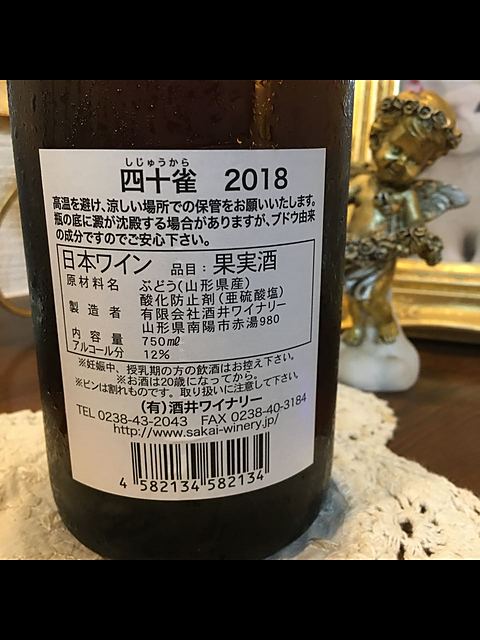 しじゅうから
四十雀 2018
高温を避け、涼しい場所での保管をお願いいたします。
瓶の底に澱が沈殿する場合がありますが、ブドウ由来
の成分ですのでご安心下さい。
日本ワイン 品目：果実酒
原材料名 ぶどう(山形県産)
酸化防止剤(亜硫酸塩)
製造者 有限会社酒井ワイナリー
山形県南陽市赤湯980
内容量 750㎖
アルコール分 12%
※妊娠中、授乳期の方の飲酒はお控え下さい。
※お酒は20歳になってから。
※ビンは割れものです。取り扱いに注意して下さい。
(有)酒井ワイナリー
TEL 0238-43-2043 FAX 0238-40-3184
http://www.sakai-winery.jp/
4 582134 582134